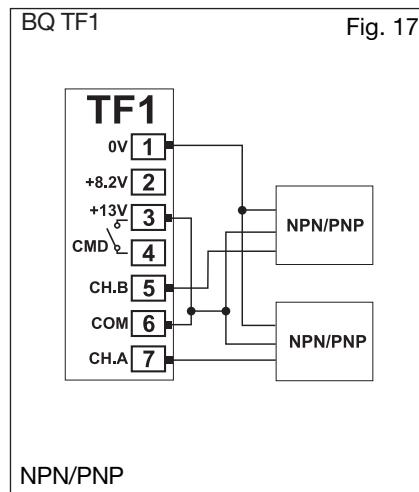 BQ TF1
Fig. 17
TF1
0V 1
+8.2V 2
+13V 3
CMD 4
CH.B 5
COM 6
CH.A 7
NPN/PNP
NPN/PNP
NPN/PNP